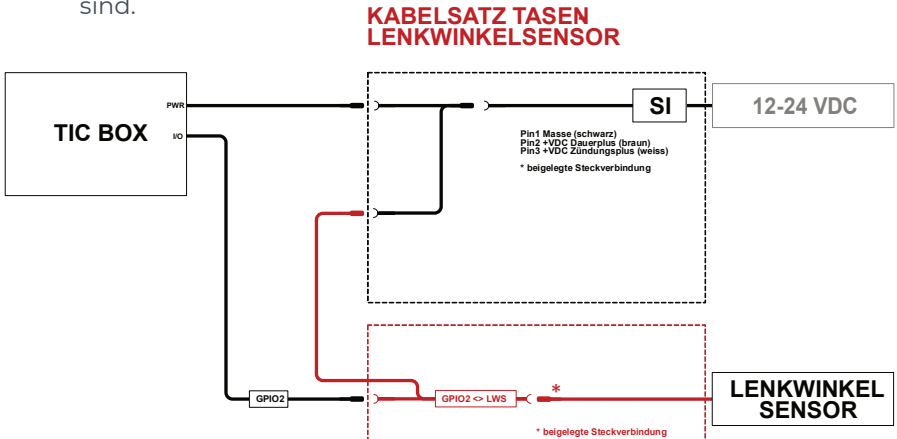 sind.
KABELSATZ TASEN
LENKWINKELSENSOR
PWR
TIC BOX
I/O
SI
12-24 VDC
Pin1 Masse (schwarz)
Pin2 +VDC Dauerplus (braun)
Pin3 +VDC Zündungsplus (weiss)
* beigelegte Steckverbindung
GPIO2
GPIO2 <> LWS
*
LENKWINKEL
SENSOR
* beigelegte Steckverbindung